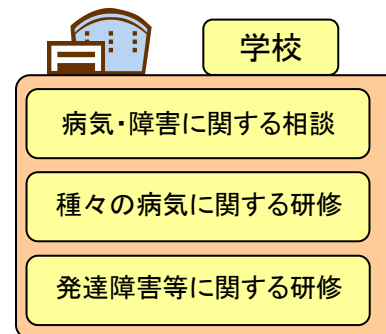 学校
病気・障害に関する相談
種々の病気に関する研修
発達障害等に関する研修